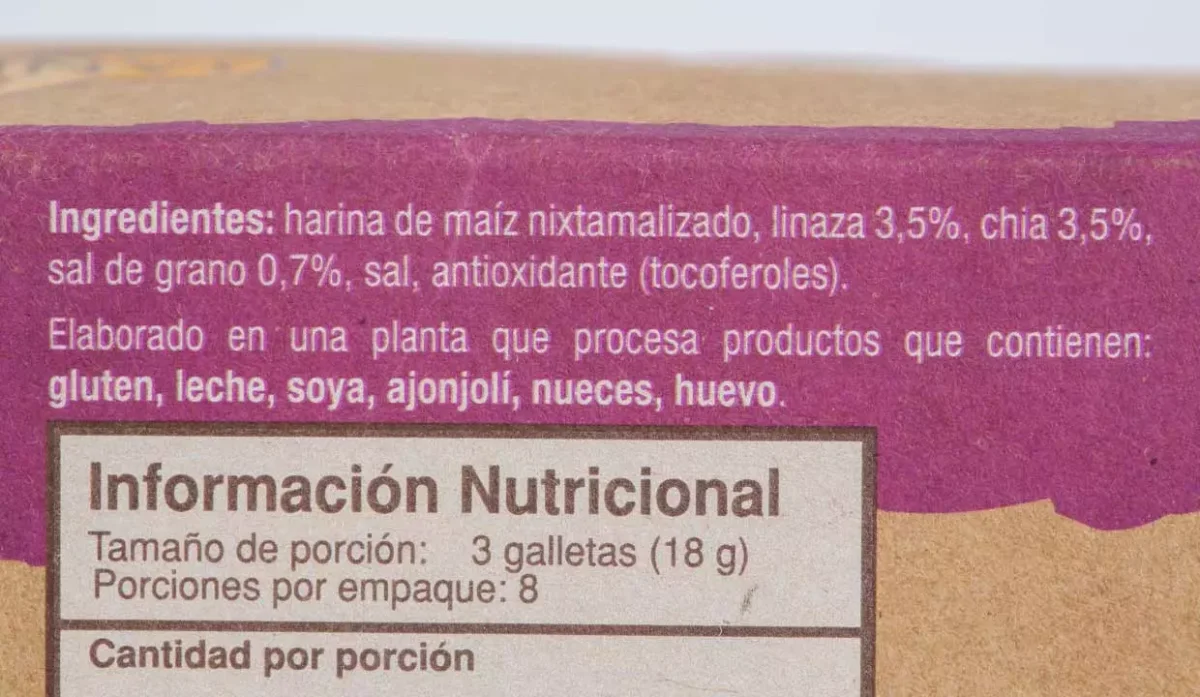 Ingredientes: harina de maíz nixtamalizado, linaza 3,5%, chia 3,5%,
sal de grano 0,7%, sal, antioxidante (tocoferoles).
Elaborado en una planta que procesa productos que contienen:
gluten, leche, soya, ajonjolí, nueces, huevo.
Información Nutricional
Tamaño de porción: 3 galletas (18 g)
Porciones por empaque: 8
Cantidad por porción